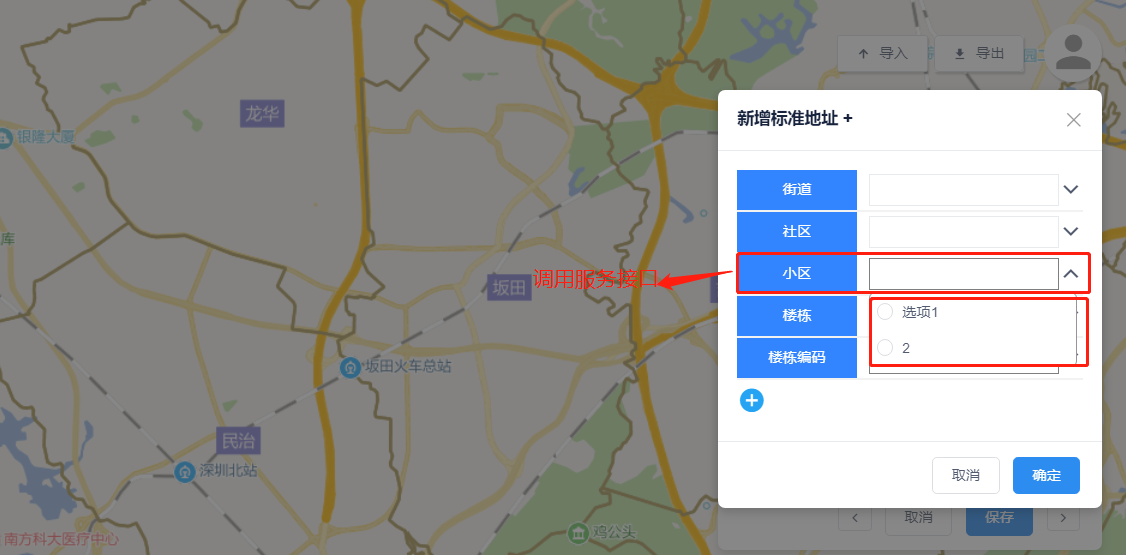 导入
导出
园二
龙华
银隆大厦
库
新增标准地址 +
街道
社区
调用服务接口
小区
坂田
选项1
楼栋
2
楼栋编码
坂田火车总站
民治
深圳北站
取消
确定
取消
保存
鸡公头
南方科大医疗中心